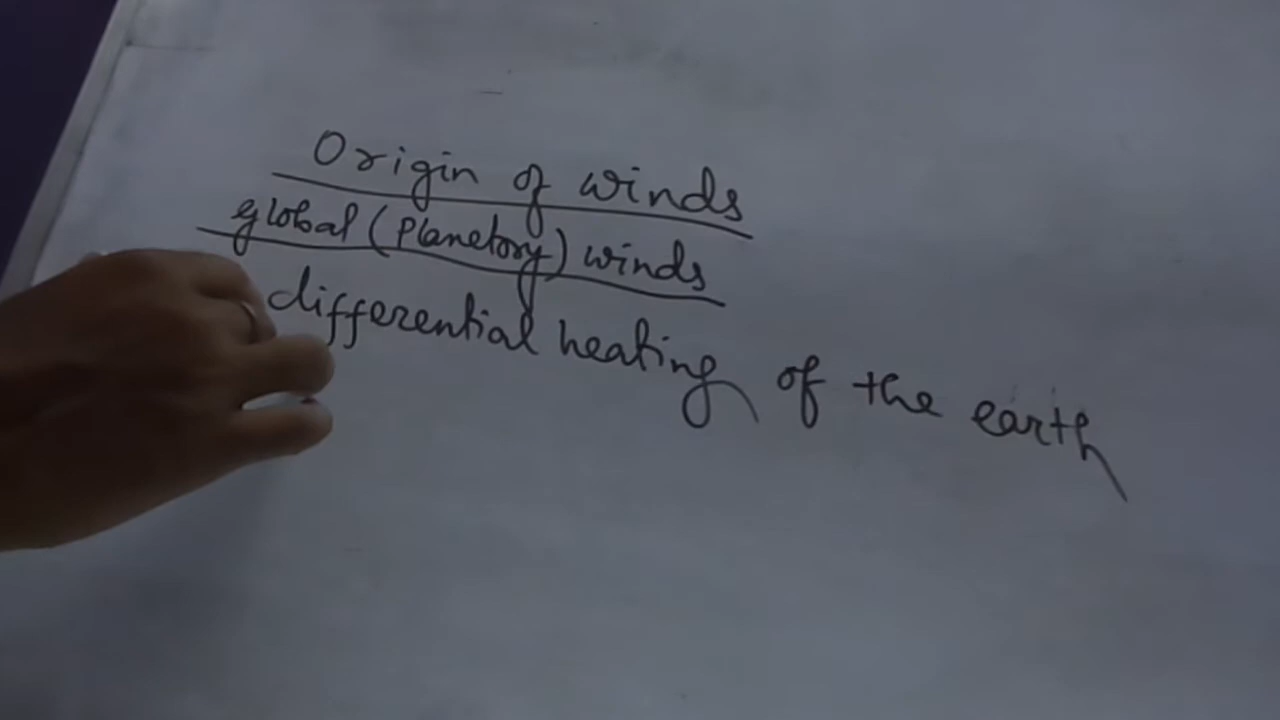 Origin of winds
global (Planetory) winds
differential heating of the earth